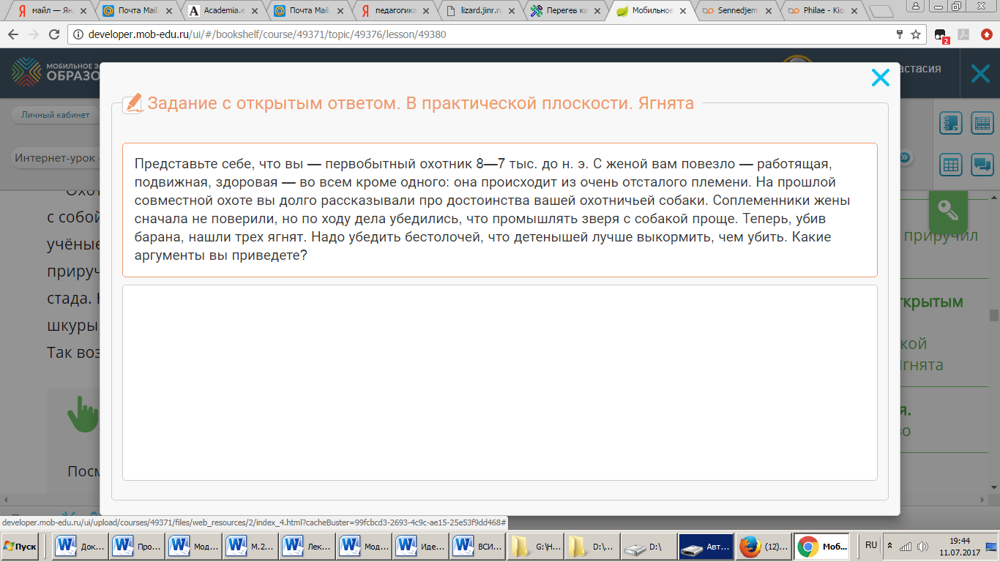 майл — Ян
Почта Mail.
Academia.e
Почта Mail.
педагогика
lizard.jinr.ru
Перегев ка
Мобильное
Sennedjem
Philae - Kio
developer.mob-edu.ru/ui/#/bookshelf/course/49371/topic/49376/lesson/49380
2
МОБИЛЬНОЕ ЭЛ
ОБРАЗО
астасия
Личный кабинет
Интернет-урок
с собой
учёные
прируч
стада.
шкуры
Так воз
Посм
Задание с открытым ответом. В практической плоскости. Ягнята
Представьте себе, что вы — первобытный охотник 8—7 тыс. до н. э. С женой вам повезло — работящая,
подвижная, здоровая — во всем кроме одного: она происходит из очень отсталого племени. На прошлой
совместной охоте вы долго рассказывали про достоинства вашей охотничьей собаки. Соплеменники жены
сначала не поверили, но по ходу дела убедились, что промышлять зверя с собакой проще. Теперь, убив
барана, нашли трех ягнят. Надо убедить бестолочей, что детенышей лучше выкормить, чем убить. Какие
аргументы вы приведете?
приручил
крытым
кой
Ягнята
я.
во
developer.mob-edu.ru/ui/upload/courses/49371/files/web_resources/2/index_4.html?cacheBuster=99fcbcd3-2693-4c9c-ae15-25e53f9dd468#
Пуск
Док...
Про...
Мод...
М.2...
Лек...
Мод...
Иде...
ВСИ...
G:\Н...
D:\...
D:\
Авт...
(12)...
Моб...
RU
19:44
11.07.2017